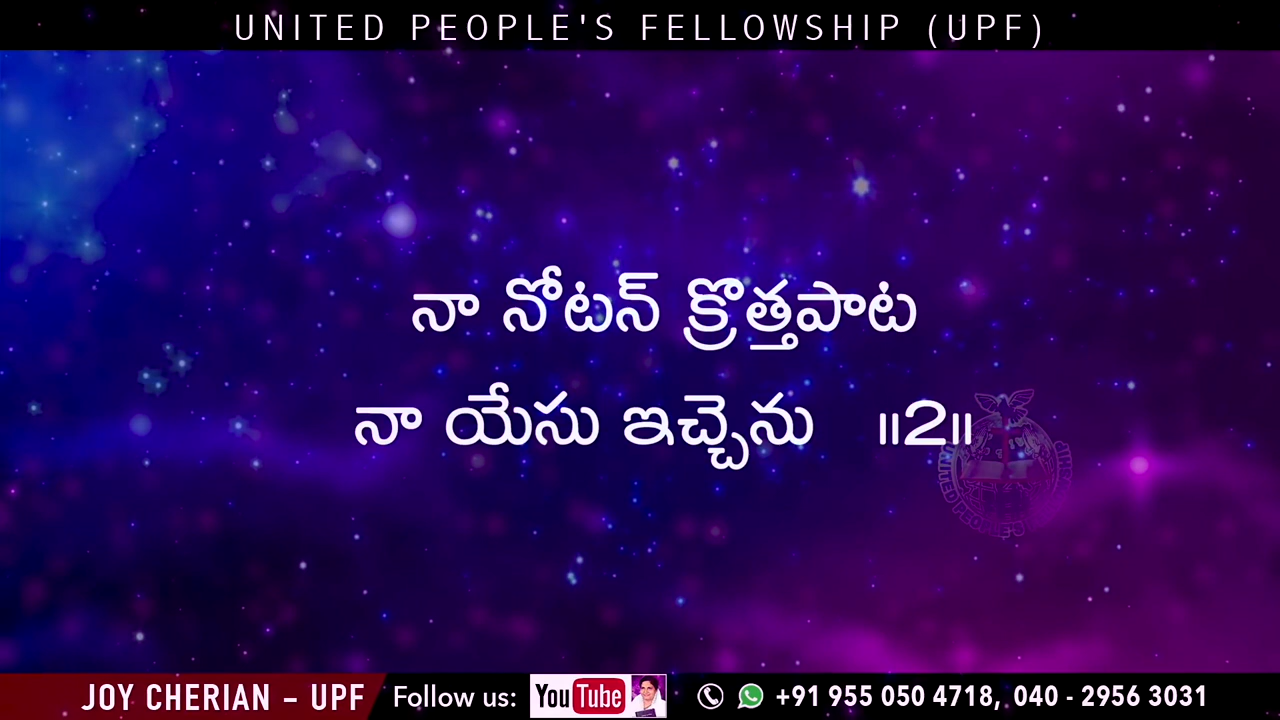 UNITED PEOPLE'S FELLOWSHIP (UPF)
నా నోటన్ క్రొత్తపాట
నా యేసు ఇచ్చెను ॥2॥
JOY CHERIAN – UPF Follow us: YouTube +91 955 050 4718, 040 - 2956 3031